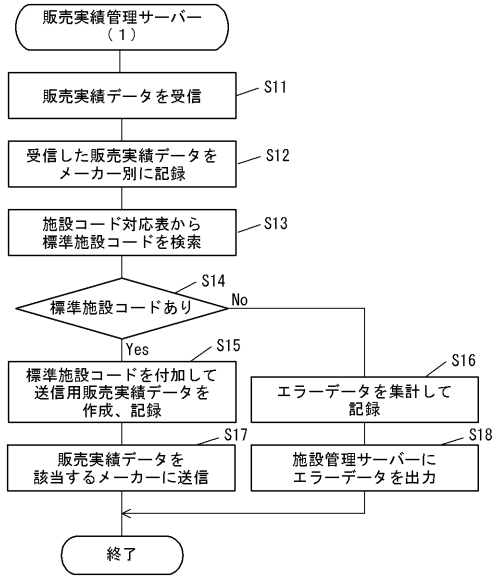 販売実績管理サーバー
(1)
販売実績データを受信
S11
受信した販売実績データを
メーカー別に記録
S12
施設コード対応表から
標準施設コードを検索
S13
S14
標準施設コードあり
No
Yes
S15
標準施設コードを付加して
送信用販売実績データを
作成、記録
S16
エラーデータを集計して
記録
S17
販売実績データを
該当するメーカーに送信
S18
施設管理サーバーに
エラーデータを出力
終了